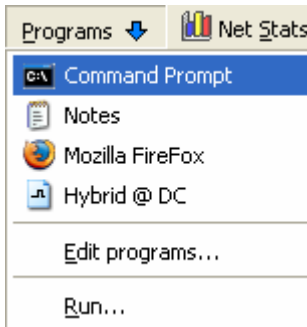 Programs Net Stats
Command Prompt
Notes
Mozilla FireFox
Hybrid @ DC
Edit programs...
Run...